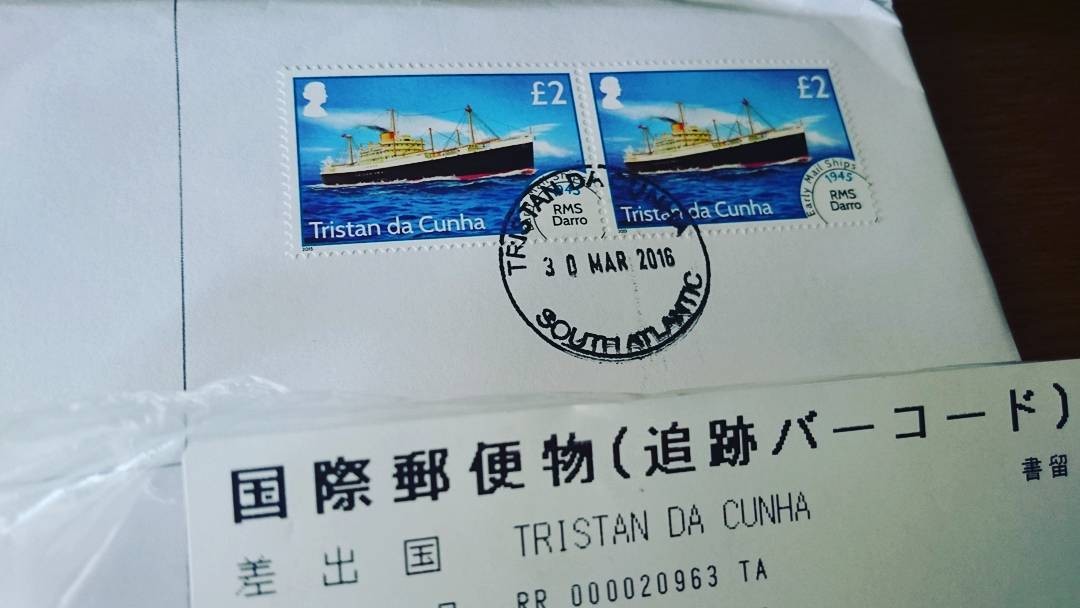 £2
Tristan da Cunha
1945
RMS
Darro
2015
£2
Tristan da Cunha
Early Mail Ships
1945
RMS
Darro
TRISTAN DA CUNHA
30 MAR 2016
SOUTH ATLANTIC
国際郵便物(追跡バーコード)
書留
差出国 TRISTAN DA CUNHA
RR 000020963 TA